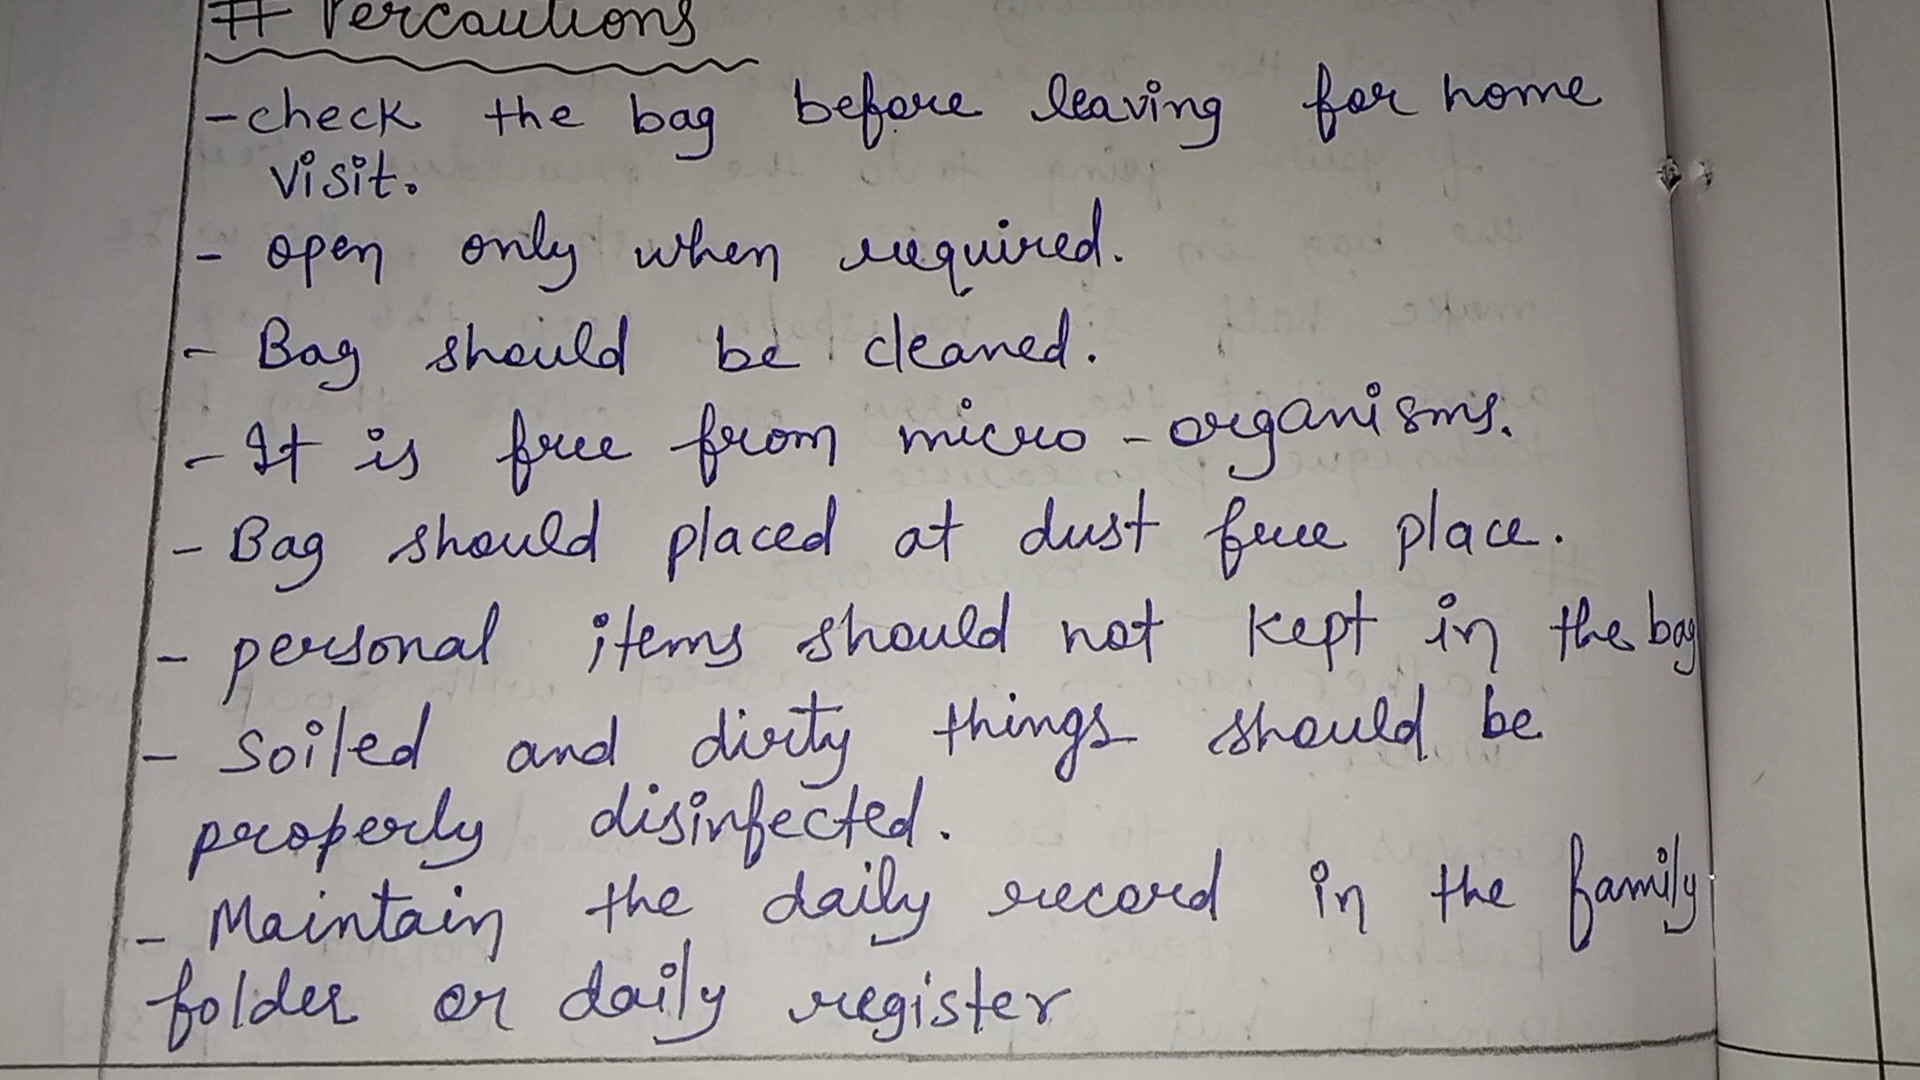 # Percautions
- check the bag before leaving for home
visit.
- open only when required.
- Bag should be cleaned.
- It is free from micro-organisms.
- Bag should placed at dust free place.
- personal items should not kept in the bag
- Soiled and dirty things should be
properly disinfected.
- Maintain the daily record in the family
folder or daily register